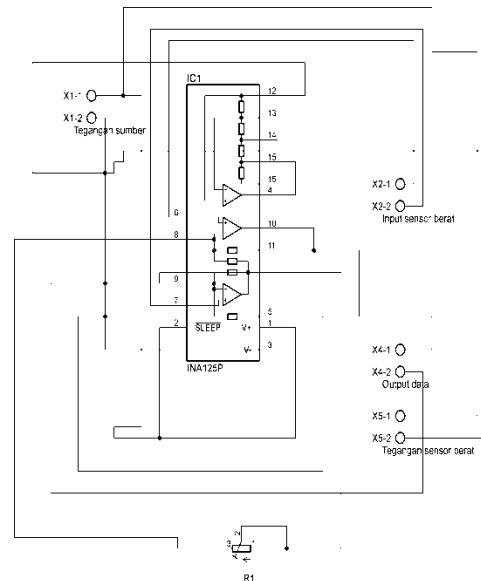 IC1
X1-1
X1-2
Tegangan sumber
12
13
14
15
15
4
10
11
5
1
3
6
8
9
7
2
SLEEP
V+
V-
INA125P
X2-1
X2-2
Input sensor berat
X4-1
X4-2
Output data
X5-1
X5-2
Tegangan sensor berat
2
R1